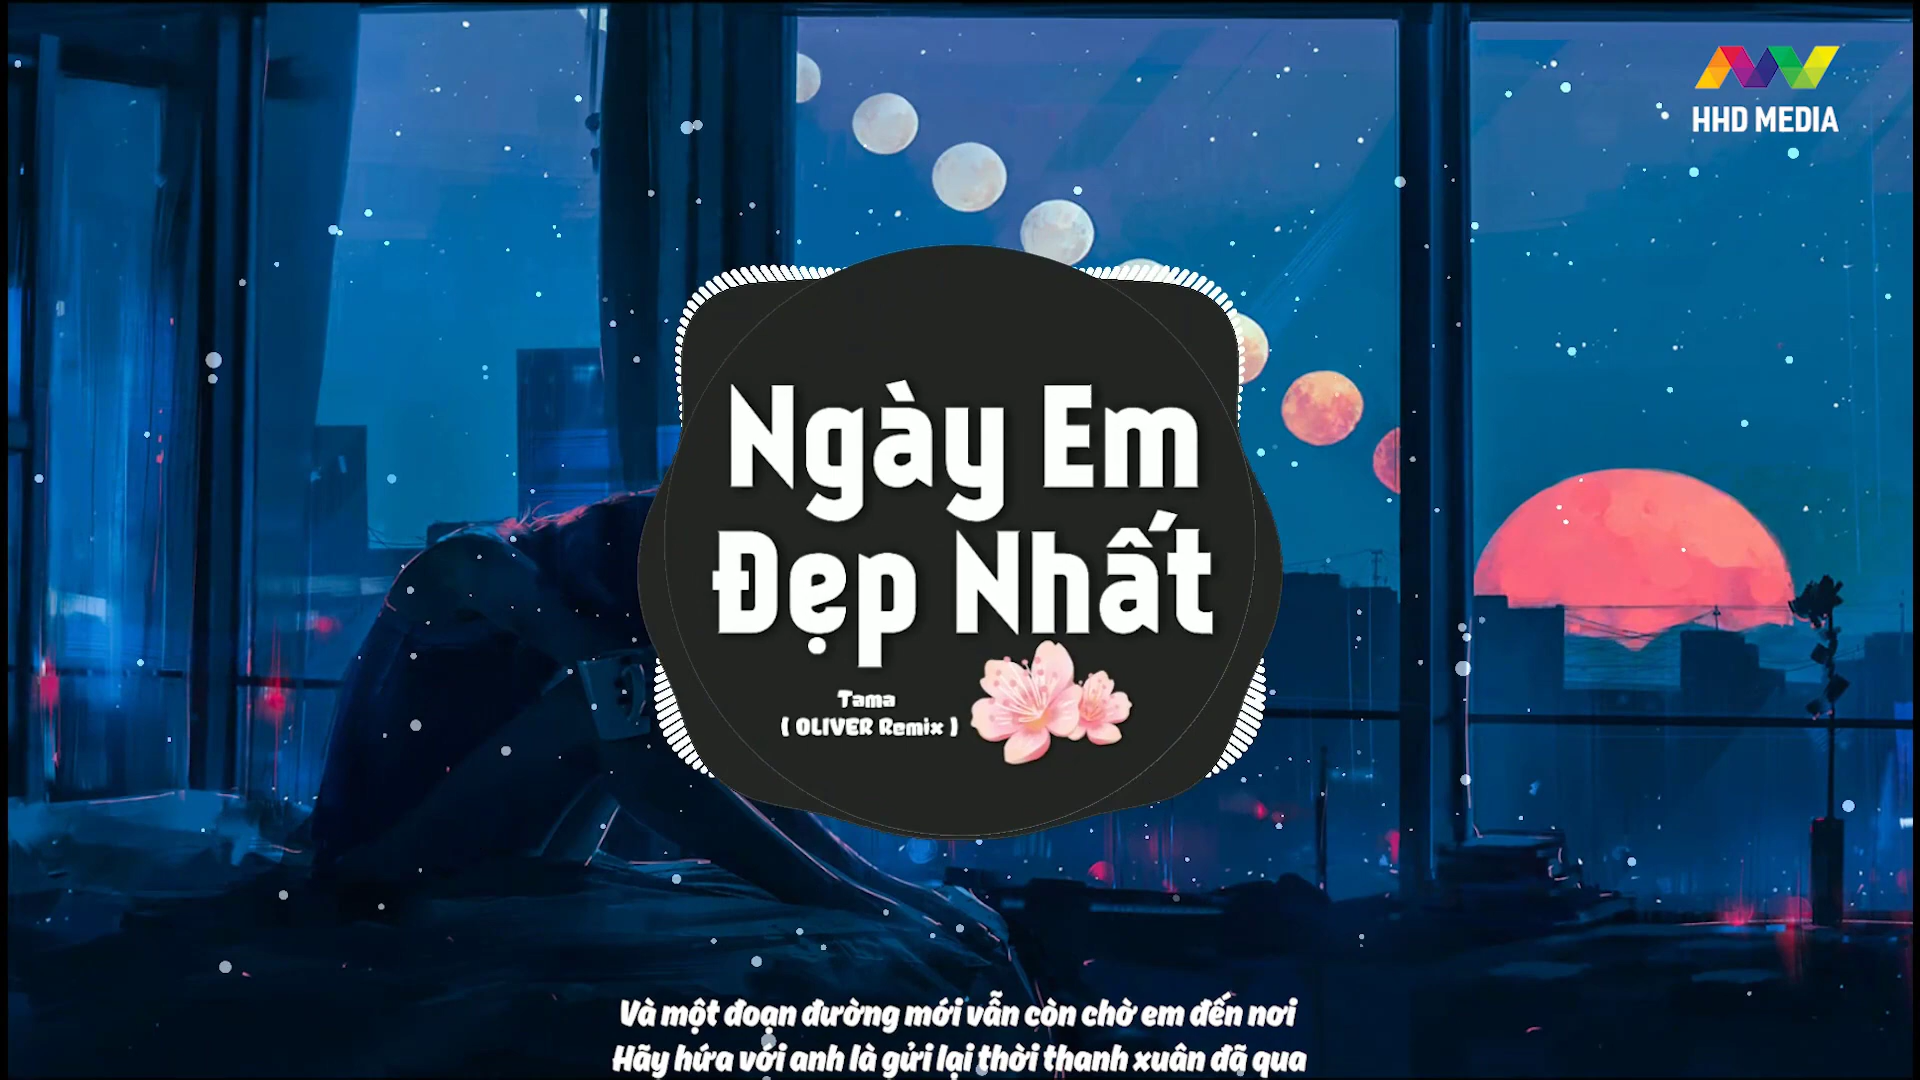 HHD MEDIA
Ngày Em
Đẹp Nhất
Tama
( OLIVER Remix )
Và một đoạn đường mới vẫn còn chờ em đến nơi
Hãy hứa với anh là gửi lại thời thanh xuân đã qua